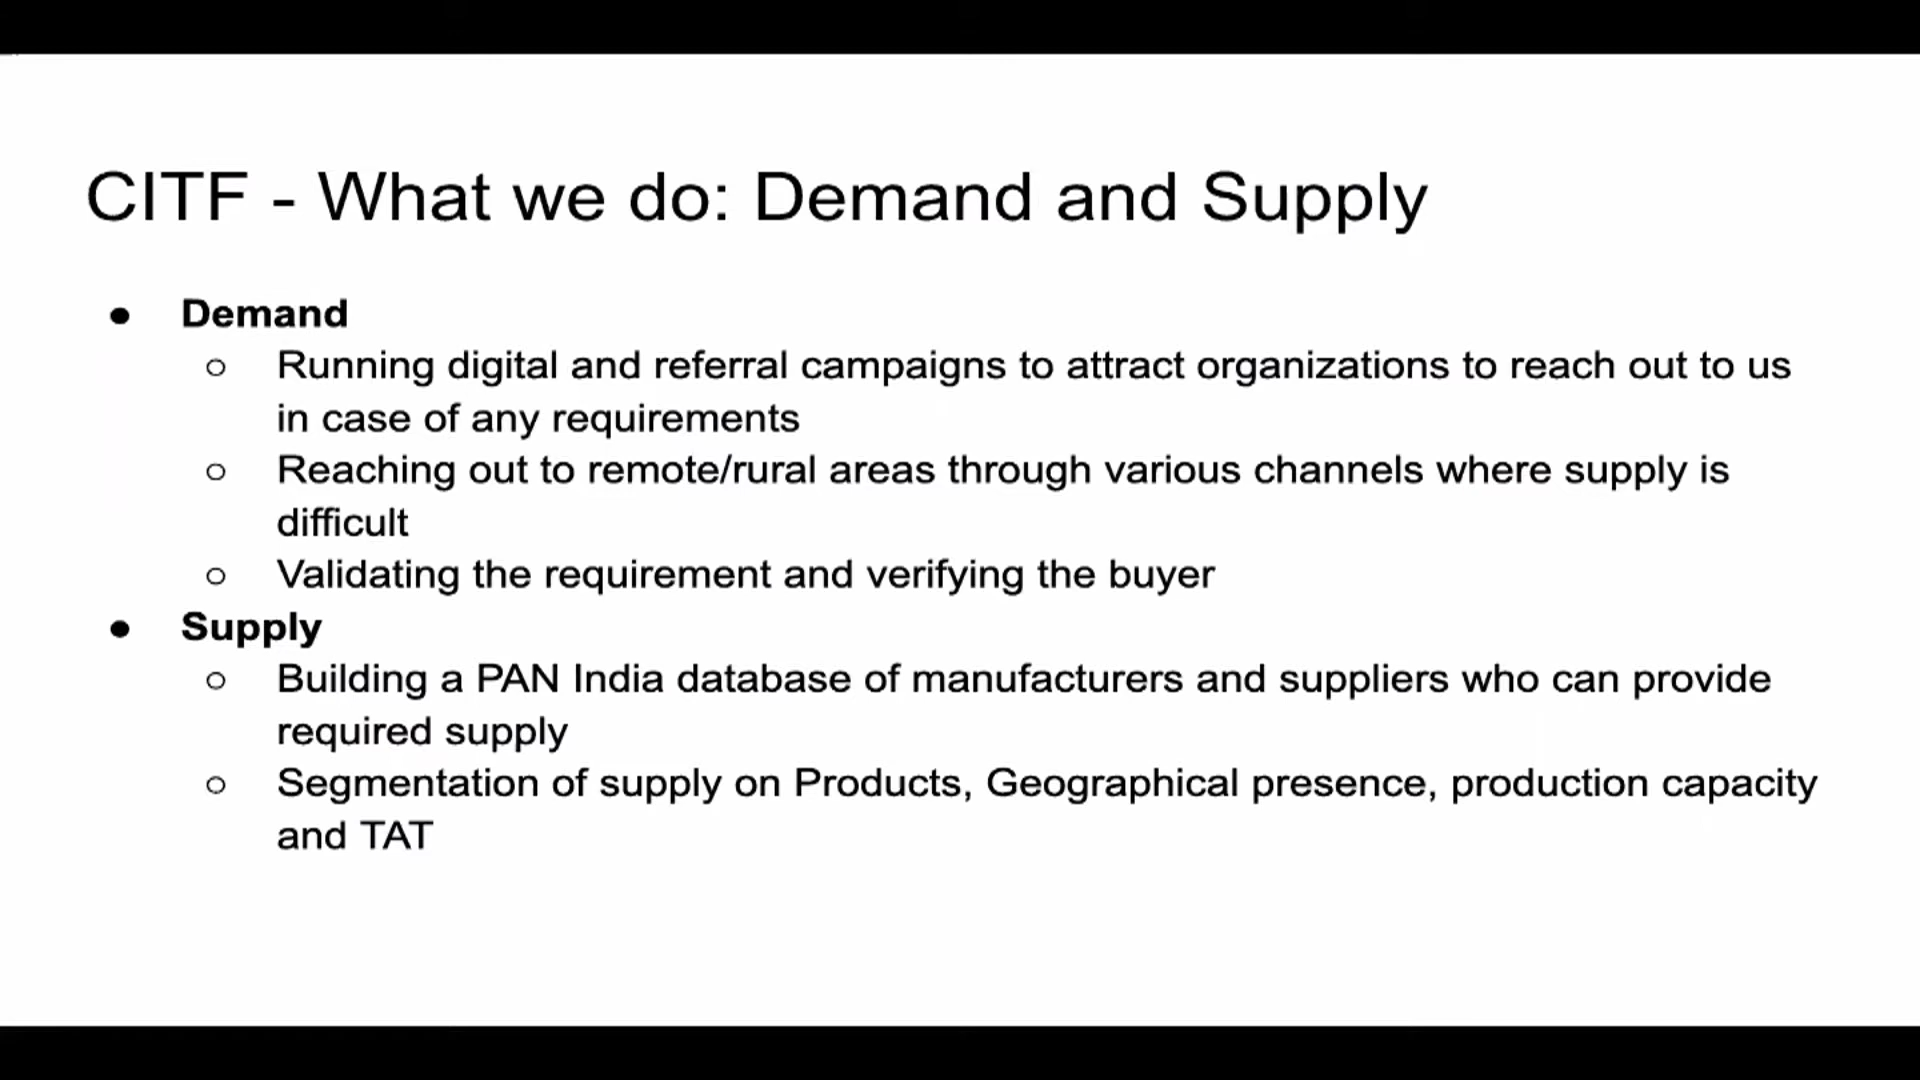 CITF - What we do: Demand and Supply
● Demand
○ Running digital and referral campaigns to attract organizations to reach out to us
in case of any requirements
○ Reaching out to remote/rural areas through various channels where supply is
difficult
○ Validating the requirement and verifying the buyer
● Supply
○ Building a PAN India database of manufacturers and suppliers who can provide
required supply
○ Segmentation of supply on Products, Geographical presence, production capacity
and TAT